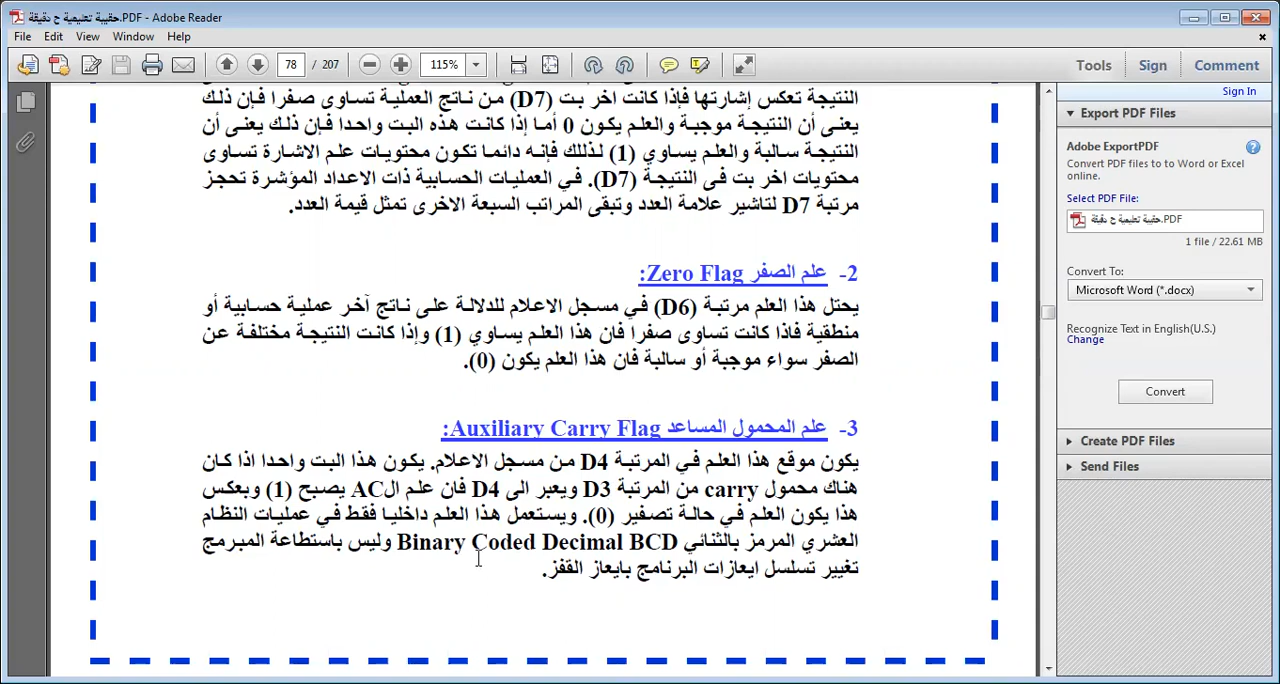 حقيبة تعليمية ح دقيقة.PDF - Adobe Reader
File Edit View Window Help
78 / 207 115% Tools Sign Comment
النتيجة تعكس إشارتها فإذا كانت اخر بت (D7) من ناتج العملية تساوى صفرا فإن ذلك
يعنى أن النتيجة موجبة والعلم يكون 0 أما إذا كانت هذه البت واحدا فإن ذلك يعنى أن
النتيجة سالبة والعلم يساوي (1) لذلك فإنه دائما تكون محتويات علم الاشارة تساوى
محتويات اخر بت فى النتيجة (D7). في العمليات الحسابية ذات الاعداد المؤشرة تحجز
مرتبة D7 لتاشير علامة العدد وتبقى المراتب السبعة الاخرى تمثل قيمة العدد.
2- علم الصفر Zero Flag:
يحتل هذا العلم مرتبة (D6) في مسجل الاعلام للدلالة على ناتج آخر عملية حسابية أو
منطقية فاذا كانت تساوى صفرا فان هذا العلم يساوي (1) وإذا كانت النتيجة مختلفة عن
الصفر سواء موجبة أو سالبة فان هذا العلم يكون (0).
3- علم المحمول المساعد Auxiliary Carry Flag:
يكون موقع هذا العلم في المرتبة D4 من مسجل الاعلام. يكون هذا البت واحدا اذا كان
هناك محمول carry من المرتبة D3 ويعبر الى D4 فان علم الAC يصبح (1) وبعكس
هذا يكون العلم في حالة تصفير (0). ويستعمل هذا العلم داخليا فقط في عمليات النظام
العشري المرمز بالثنائي Binary Coded Decimal BCD وليس باستطاعة المبرمج
تغيير تسلسل ايعازات البرنامج بايعاز القفز.
Sign In
Export PDF Files
Adobe ExportPDF
Convert PDF files to to Word or Excel
online.
Select PDF File:
حقيبة تعليمية ح دقيقة.PDF
1 file / 22.61 MB
Convert To:
Microsoft Word (*.docx)
Recognize Text in English(U.S.)
Change
Convert
Create PDF Files
Send Files